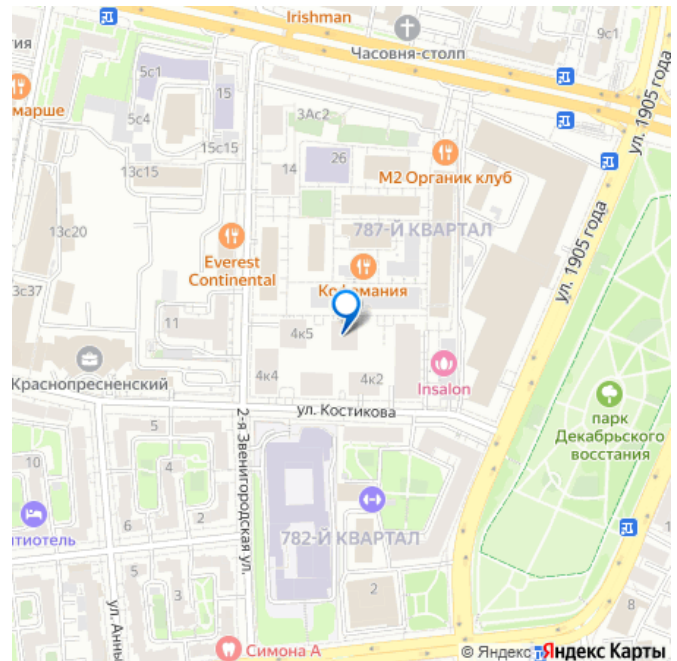 Irishman
Часовня-столп
9с1
5с1
15
марше
5с4
3Ас2
15с15
13с15
14
26
М2 Органик клуб
ул. 1905 года
13с20
787-Й КВАРТАЛ
Everest
Continental
ул. 1905 года
3с37
11
4к5
Краснопресненский
4к4
4к2
Insalon
ул. Костикова
парк
Декабрьского
восстания
2-я Звенигородская ул.
5
10
4
6
2
782-Й КВАРТАЛ
5
3
2
8
ул. Анны
Симона А
© Яндекс
Яндекс Карты